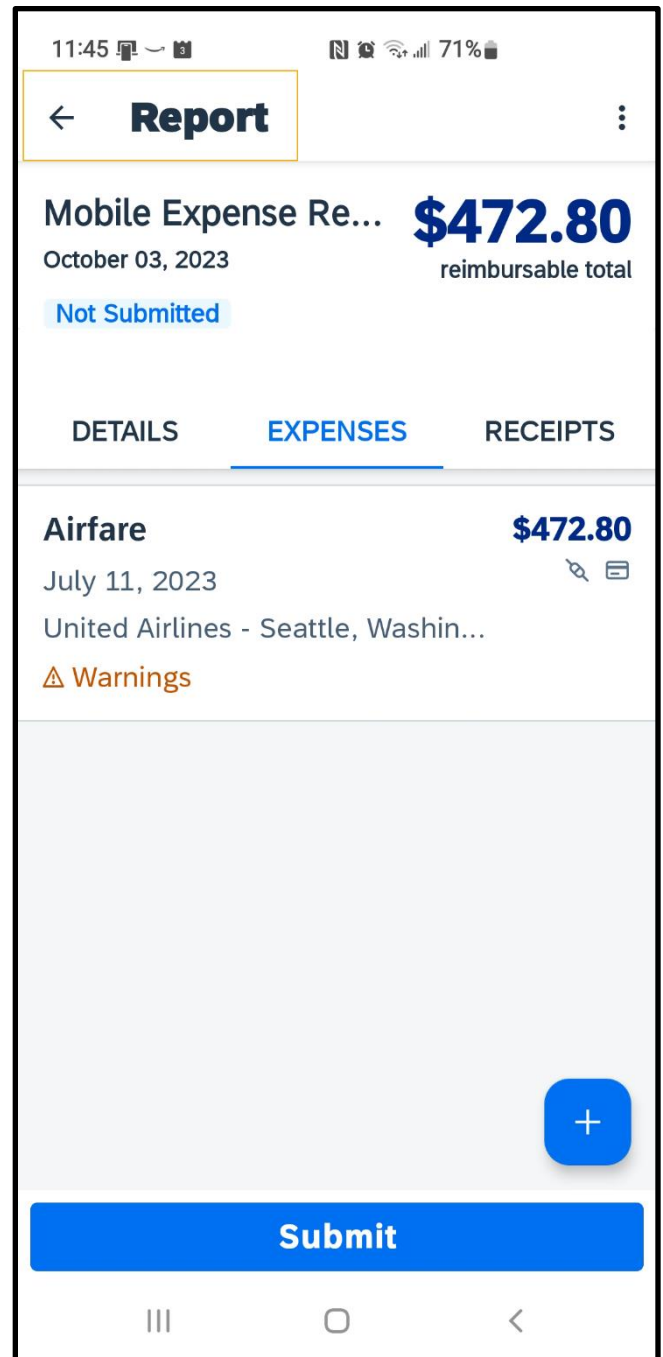 11:45 71%
Report
Mobile Expense Re... $472.80
October 03, 2023 reimbursable total
Not Submitted
DETAILS EXPENSES RECEIPTS
Airfare $472.80
July 11, 2023
United Airlines - Seattle, Washin...
Warnings
Submit